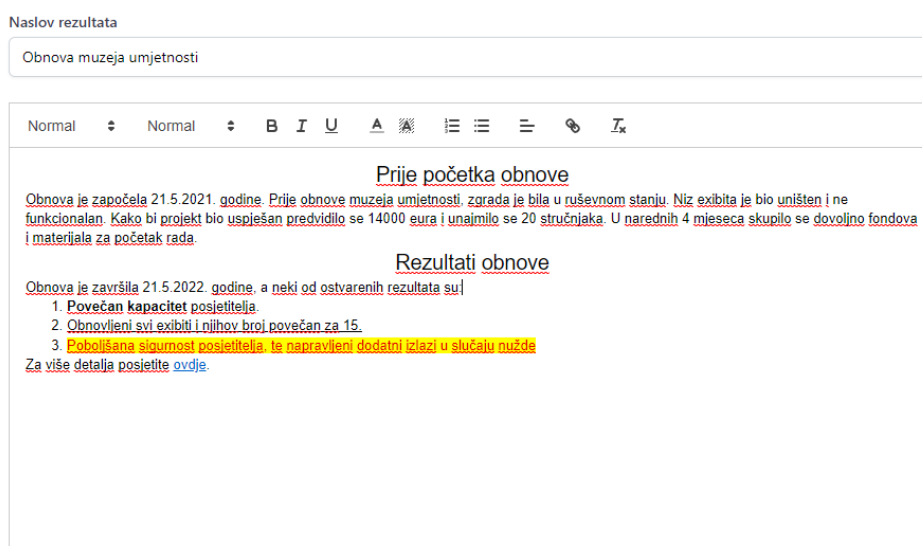 Naslov rezultata
Obnova muzeja umjetnosti
Normal Normal B I U A A Tx
Prije početka obnove
Obnova je započela 21.5.2021. godine. Prije obnove muzeja umjetnosti, zgrada je bila u ruševnom stanju. Niz exibita je bio uništen i ne
funkcionalan. Kako bi projekt bio uspješan predvidilo se 14000 eura i unajmilo se 20 stručnjaka. U narednih 4 mjeseca skupilo se dovoljno fondova
i materijala za početak rada.
Rezultati obnove
Obnova je završila 21.5.2022. godine, a neki od ostvarenih rezultata su:
1. Povečan kapacitet posjetitelja.
2. Obnovljeni svi exibiti i njihov broj povečan za 15.
3. Poboljšana sigurnost posjetitelja, te napravljeni dodatni izlazi u slučaju nužde
Za više detalja posjetite ovdje.